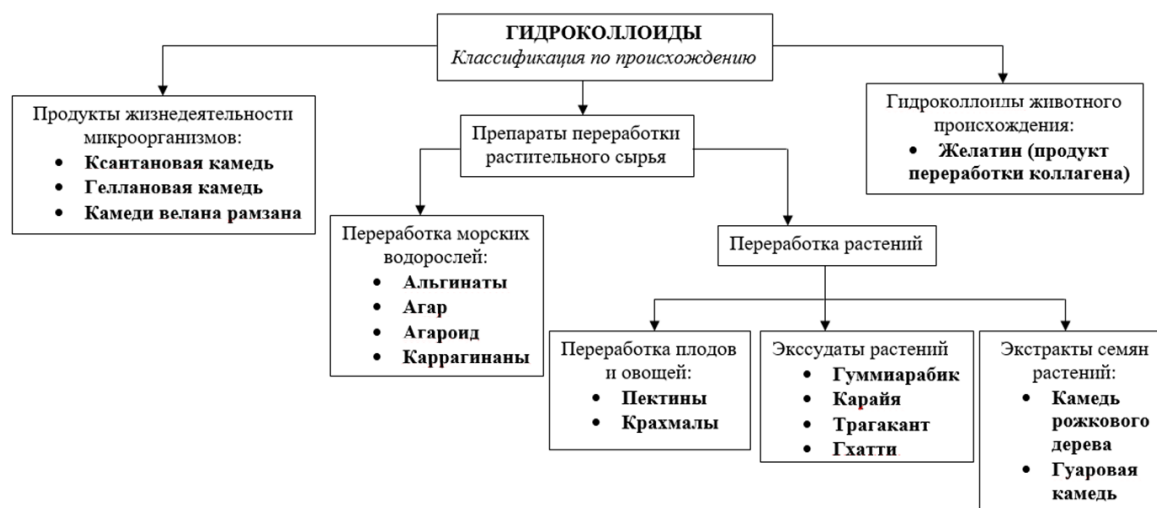 ГИДРОКОЛЛОИДЫ
Классификация по происхождению
Продукты жизнедеятельности
микроорганизмов:
• Ксантановая камедь
• Геллановая камедь
• Камеди велана рамзана
Препараты переработки
растительного сырья
Гидроколлоиды животного
происхождения:
• Желатин (продукт
переработки коллагена)
Переработка морских
водорослей:
• Альгинаты
• Агар
• Агароид
• Каррагинаны
Переработка растений
Переработка плодов
и овощей:
• Пектины
• Крахмалы
Экссудаты растений
• Гуммиарабик
• Карайя
• Трагакант
• Гхатти
Экстракты семян
растений:
• Камедь
рожкового
дерева
• Гуаровая
камедь